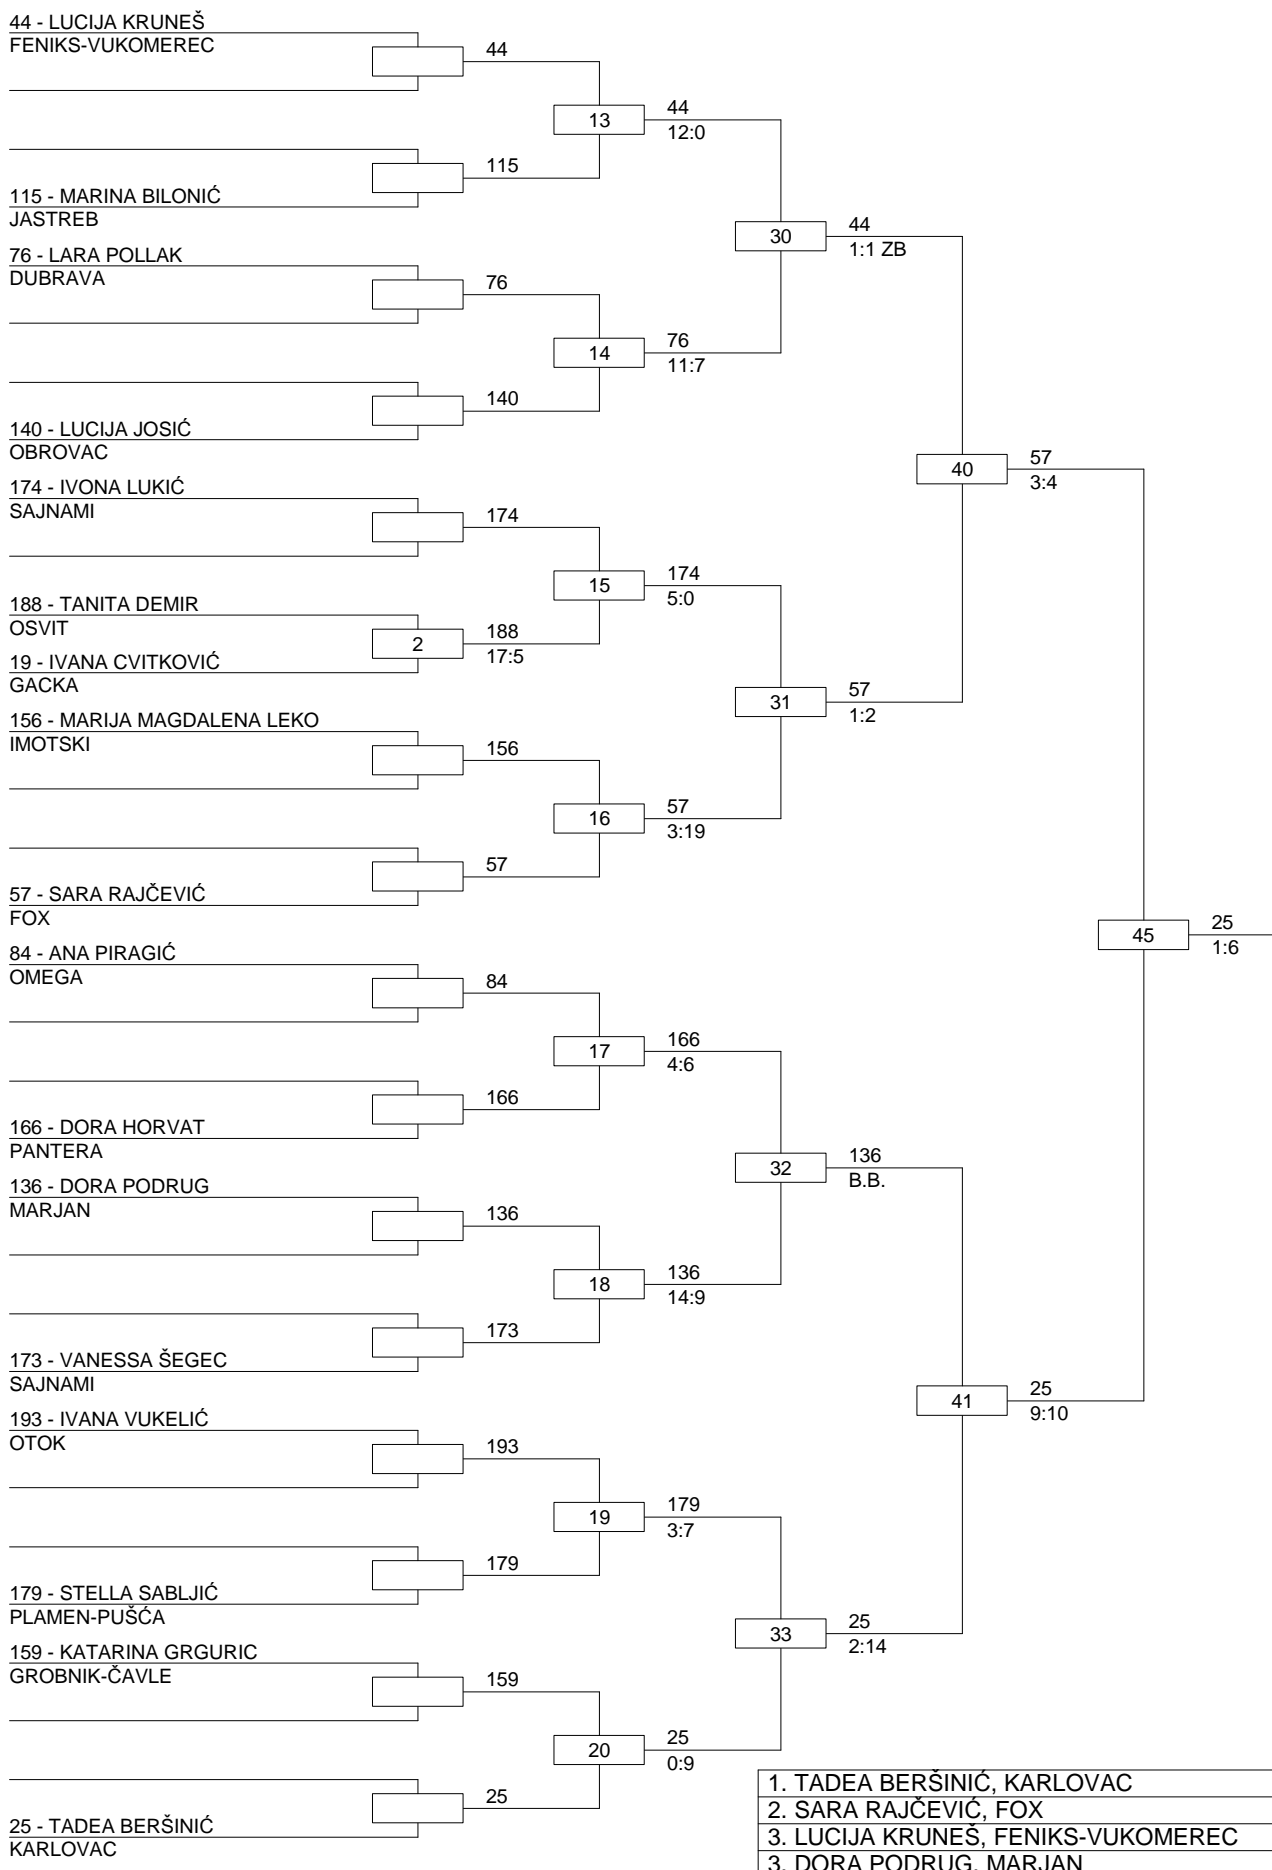 44 - LUCIJA KRUNEŠ
FENIKS-VUKOMEREC
44
13
44
12:0
115
115 - MARINA BILONIĆ
JASTREB
30
44
1:1 ZB
76 - LARA POLLAK
DUBRAVA
76
14
76
11:7
140
140 - LUCIJA JOSIĆ
OBROVAC
40
57
3:4
174 - IVONA LUKIĆ
SAJNAMI
174
15
174
5:0
188 - TANITA DEMIR
OSVIT
2
188
17:5
19 - IVANA CVITKOVIĆ
GACKA
31
57
1:2
156 - MARIJA MAGDALENA LEKO
IMOTSKI
156
16
57
3:19
57
57 - SARA RAJČEVIĆ
FOX
45
25
1:6
84 - ANA PIRAGIĆ
OMEGA
84
17
166
4:6
166
166 - DORA HORVAT
PANTERA
32
136
B.B.
136 - DORA PODRUG
MARJAN
136
18
136
14:9
173
173 - VANESSA ŠEGEC
SAJNAMI
41
25
9:10
193 - IVANA VUKELIĆ
OTOK
193
19
179
3:7
179
179 - STELLA SABLJIĆ
PLAMEN-PUŠĆA
33
25
2:14
159 - KATARINA GRGURIC
GROBNIK-ČAVLE
159
20
25
0:9
25
25 - TADEA BERŠINIĆ
KARLOVAC
1. TADEA BERŠINIĆ, KARLOVAC
2. SARA RAJČEVIĆ, FOX
3. LUCIJA KRUNEŠ, FENIKS-VUKOMEREC
3. DORA PODRUG, MARJAN